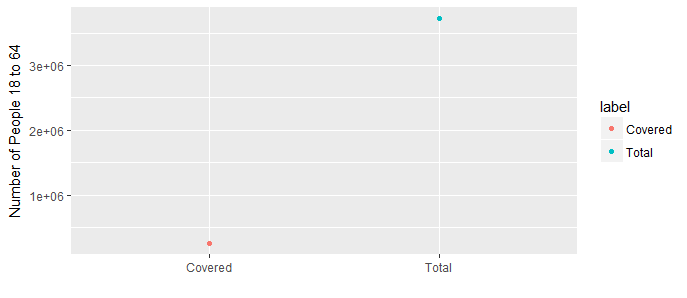 Number of People 18 to 64
3e+06
2e+06
1e+06
Covered
Total
label
Covered
Total